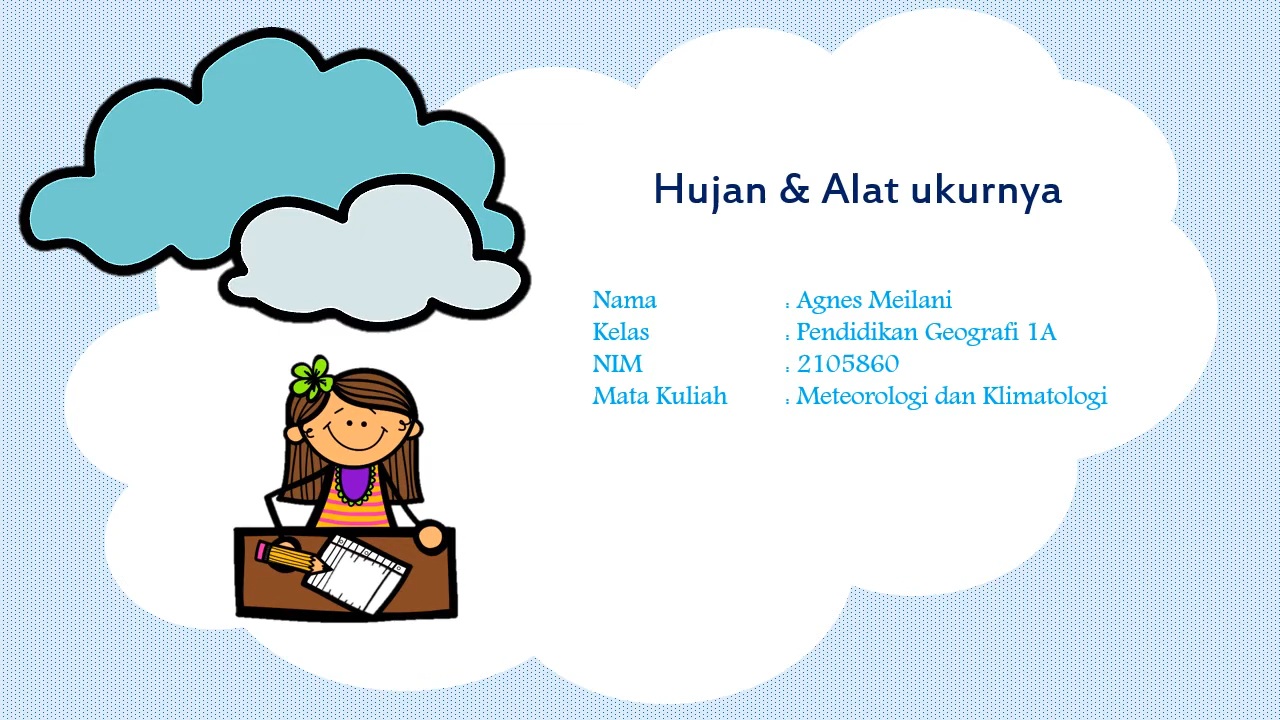 Hujan & Alat ukurnya
Nama : Agnes Meilani
Kelas : Pendidikan Geografi 1A
NIM : 2105860
Mata Kuliah : Meteorologi dan Klimatologi